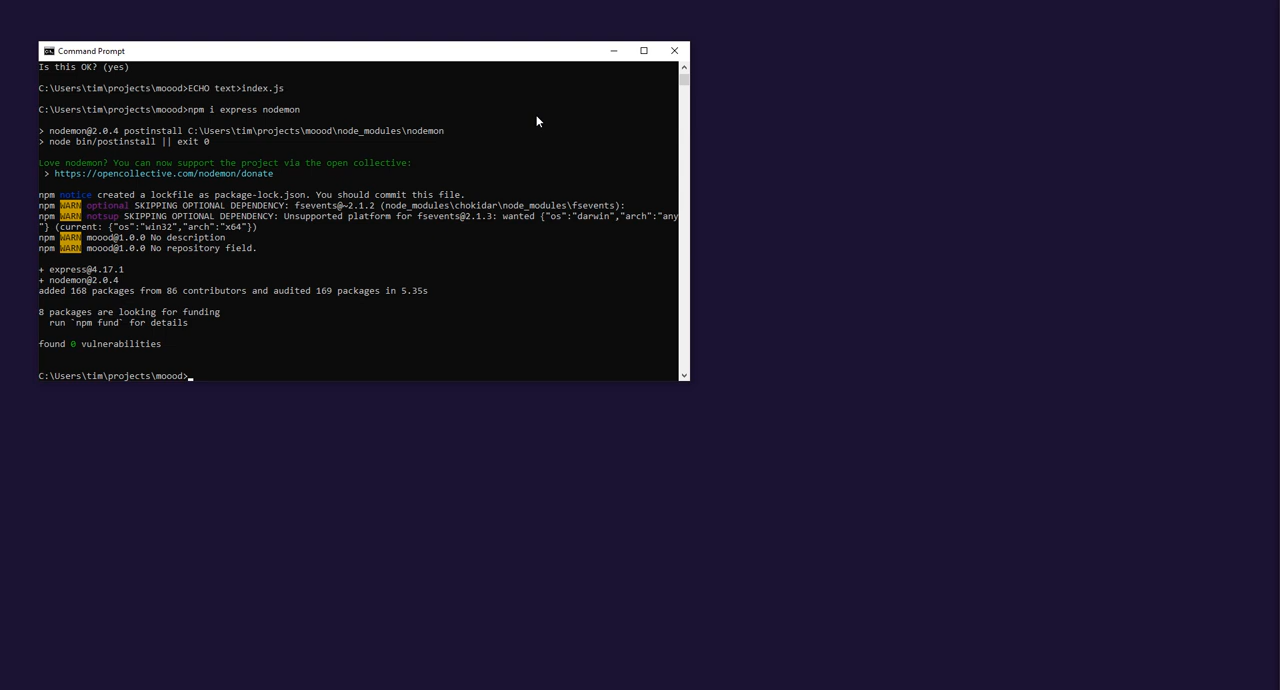 Command Prompt
Is this OK? (yes)
C:\Users\tim\projects\moood>ECHO text>index.js
C:\Users\tim\projects\moood>npm i express nodemon
> nodemon@2.0.4 postinstall C:\Users\tim\projects\moood\node_modules\nodemon
> node bin/postinstall || exit 0
Love nodemon? You can now support the project via the open collective:
> https://opencollective.com/nodemon/donate
npm notice created a lockfile as package-lock.json. You should commit this file.
npm WARN optional SKIPPING OPTIONAL DEPENDENCY: fsevents@~2.1.2 (node_modules\chokidar\node_modules\fsevents):
npm WARN notsup SKIPPING OPTIONAL DEPENDENCY: Unsupported platform for fsevents@2.1.3: wanted {"os":"darwin","arch":"any
"} (current: {"os":"win32","arch":"x64"})
npm WARN moood@1.0.0 No description
npm WARN moood@1.0.0 No repository field.
+ express@4.17.1
+ nodemon@2.0.4
added 168 packages from 86 contributors and audited 169 packages in 5.35s
8 packages are looking for funding
run `npm fund` for details
found 0 vulnerabilities
C:\Users\tim\projects\moood>